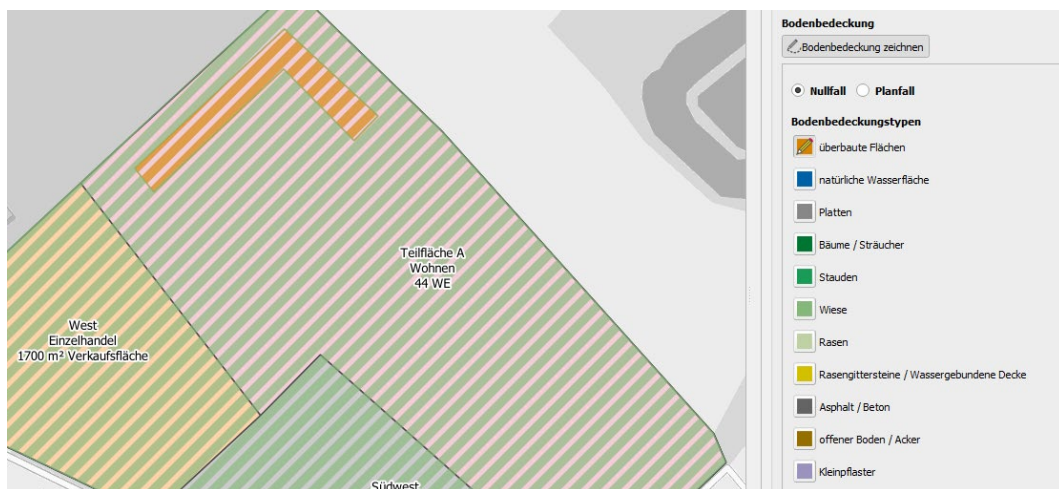 Teilfläche A
Wohnen
44 WE
West
Einzelhandel
1700 m² Verkaufsfläche
Südwest
Bodenbedeckung
Bodenbedeckung zeichnen
Nullfall
Planfall
Bodenbedeckungstypen
überbaute Flächen
natürliche Wasserfläche
Platten
Bäume / Sträucher
Stauden
Wiese
Rasen
Rasengittersteine / Wassergebundene Decke
Asphalt / Beton
offener Boden / Acker
Kleinpflaster